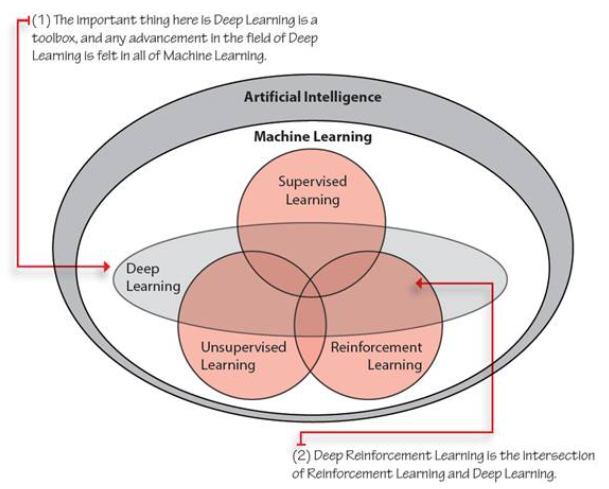 (1) The important thing here is Deep Learning is a
toolbox, and any advancement in the field of Deep
Learning is felt in all of Machine Learning.
Artificial Intelligence
Machine Learning
Supervised
Learning
Deep
Learning
Unsupervised
Learning
Reinforcement
Learning
(2) Deep Reinforcement Learning is the intersection
of Reinforcement Learning and Deep Learning.